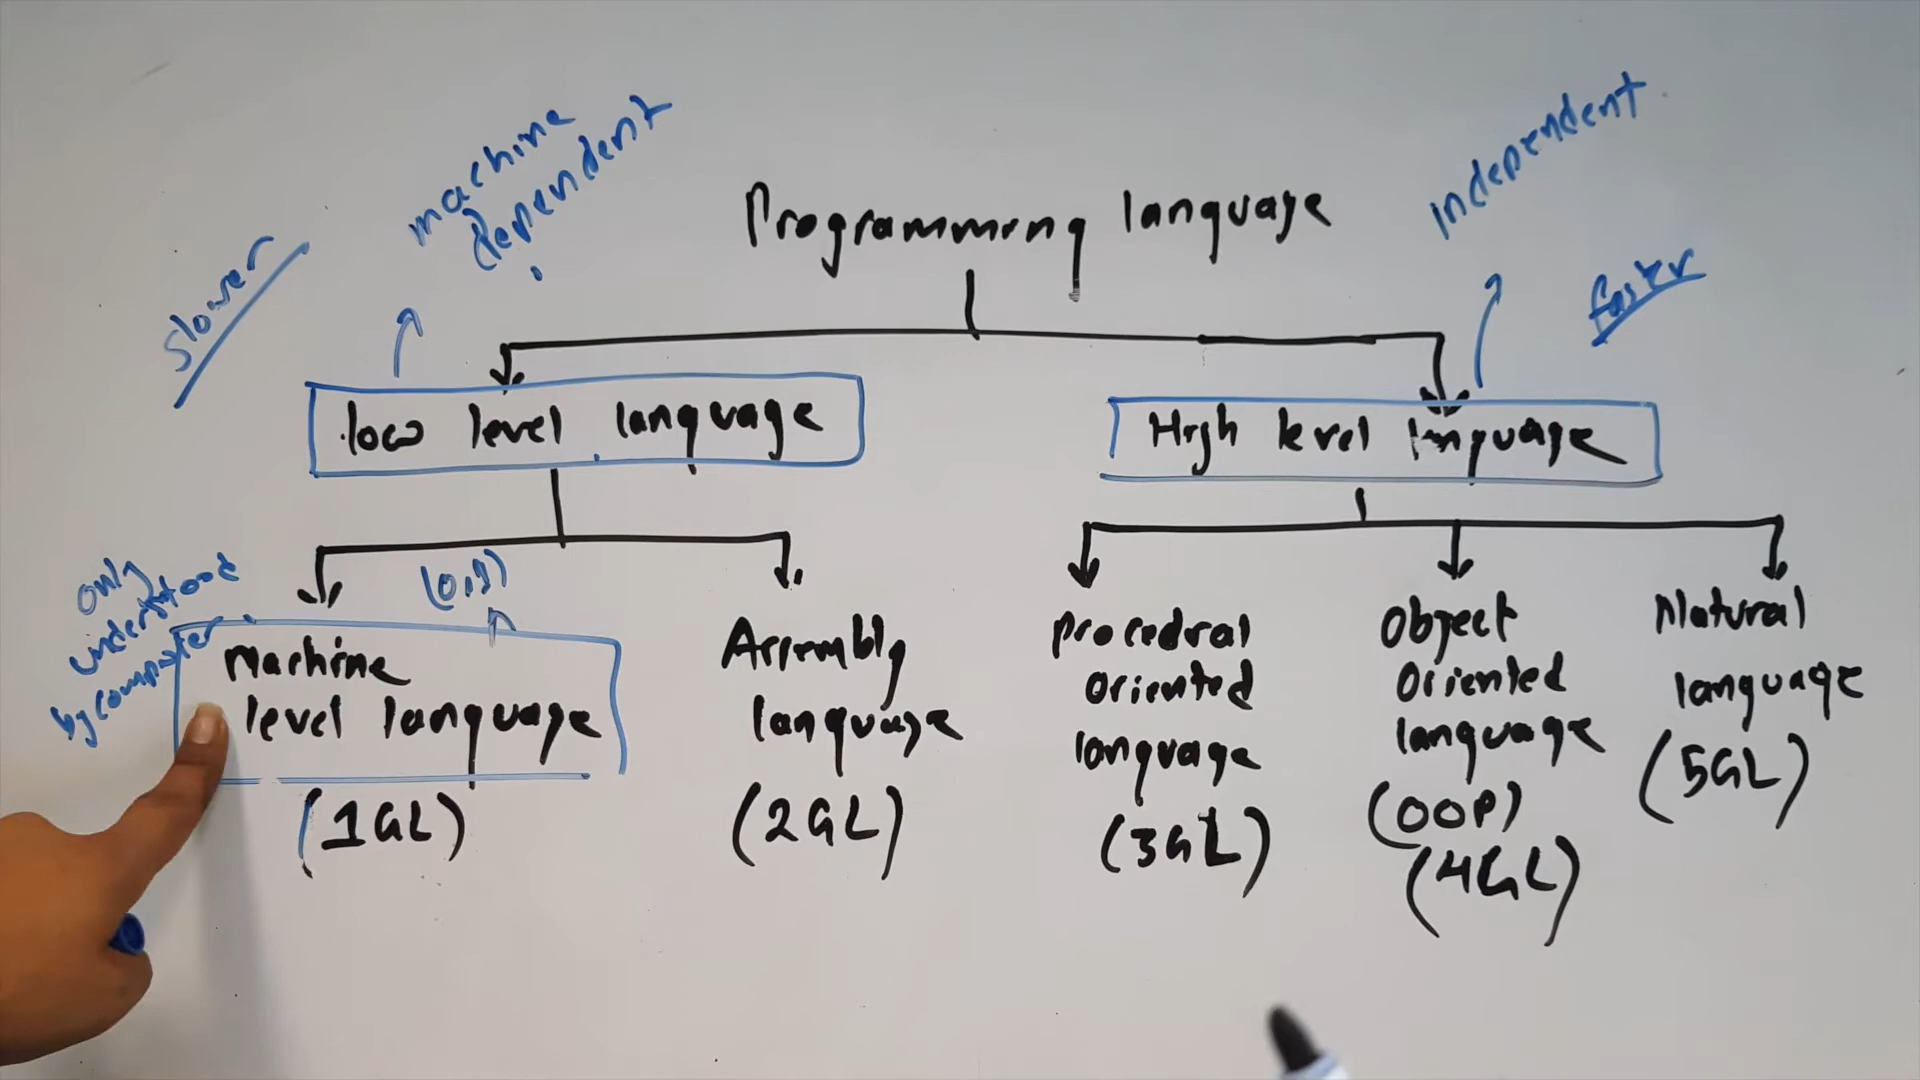 machine
dependent
Independent
Programming language
Slower
faster
low level language
High level language
only
understood
by computer
(0,1)
Machine
level language
(1GL)
Assembly
language
(2GL)
Procedral
Oriented
language
(3GL)
Object
Oriented
language
(OOP)
(4GL)
Natural
language
(5GL)